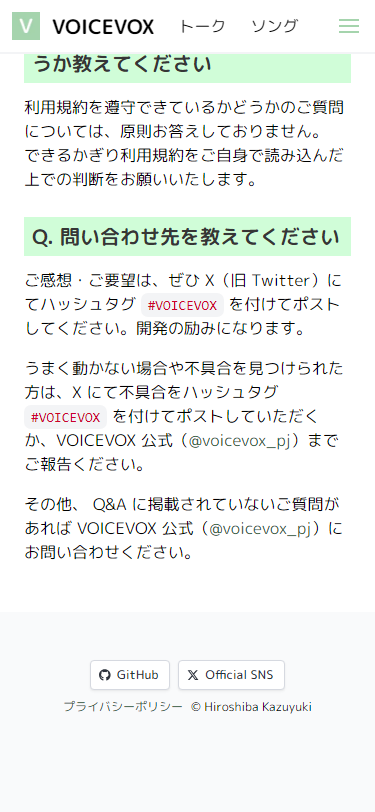 V VOICEVOX トーク ソング
うか教えてください
利用規約を遵守できているかどうかのご質問
については、原則お答えしておりません。
できるかぎり利用規約をご自身で読み込んだ
上での判断をお願いいたします。
Q. 問い合わせ先を教えてください
ご感想・ご要望は、ぜひ X（旧 Twitter）に
てハッシュタグ #VOICEVOX を付けてポスト
してください。開発の励みになります。
うまく動かない場合や不具合を見つけられた
方は、X にて不具合をハッシュタグ
#VOICEVOX を付けてポストしていただく
か、VOICEVOX 公式（@voicevox_pj）まで
ご報告ください。
その他、 Q&A に掲載されていないご質問が
あれば VOICEVOX 公式（@voicevox_pj）に
お問い合わせください。
GitHub Official SNS
プライバシーポリシー © Hiroshiba Kazuyuki